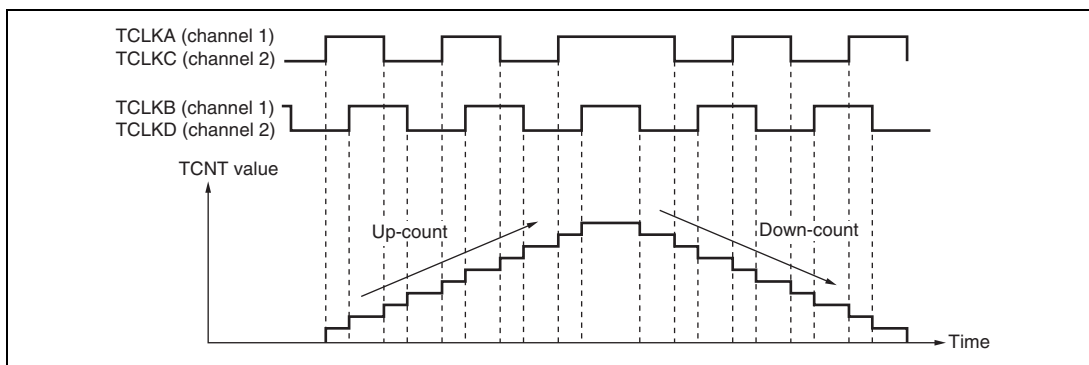 TCLKA (channel 1)
TCLKC (channel 2)
TCLKB (channel 1)
TCLKD (channel 2)
TCNT value
Up-count
Down-count
Time